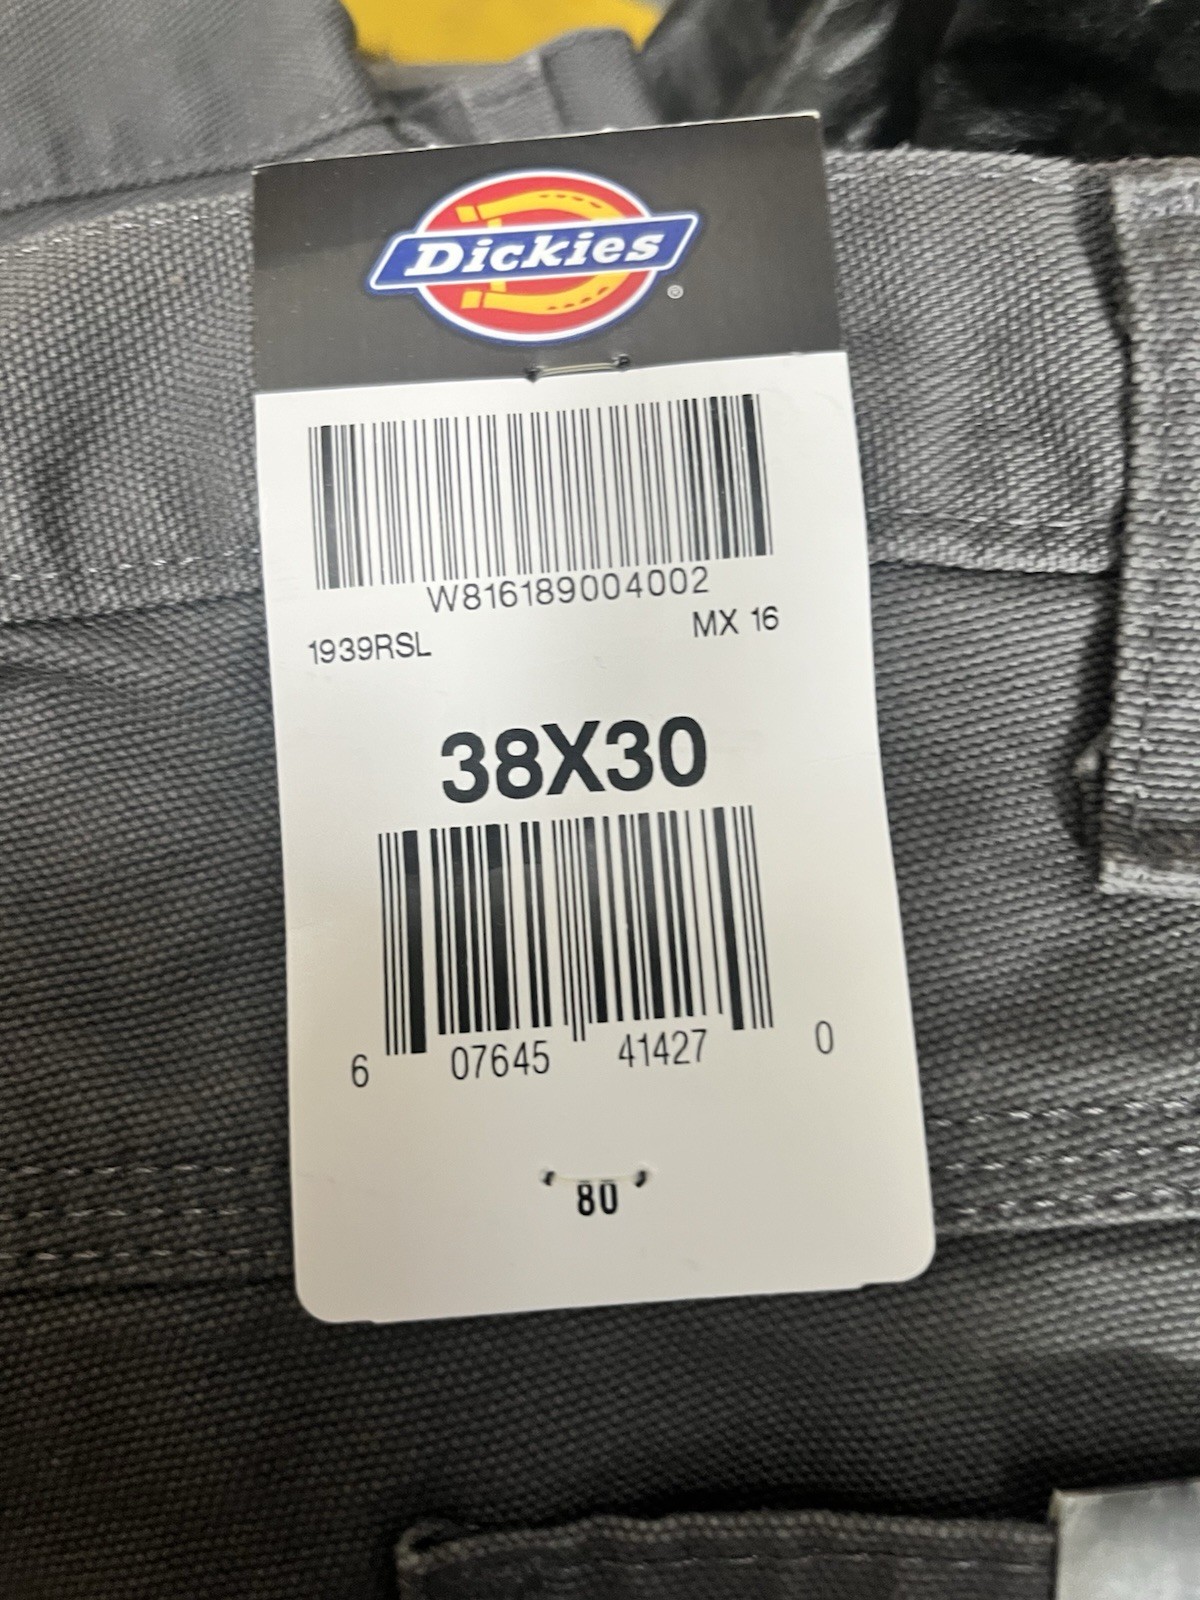 Dickies
®
W816189004002
1939RSL MX 16
38X30
6 07645 41427 0
80